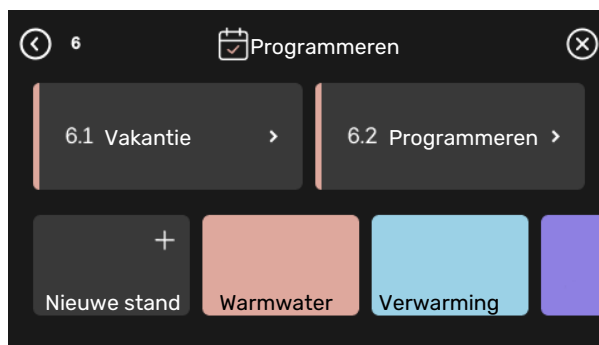 6 Programmeren
6.1 Vakantie 6.2 Programmeren
Nieuwe stand Warmwater Verwarming